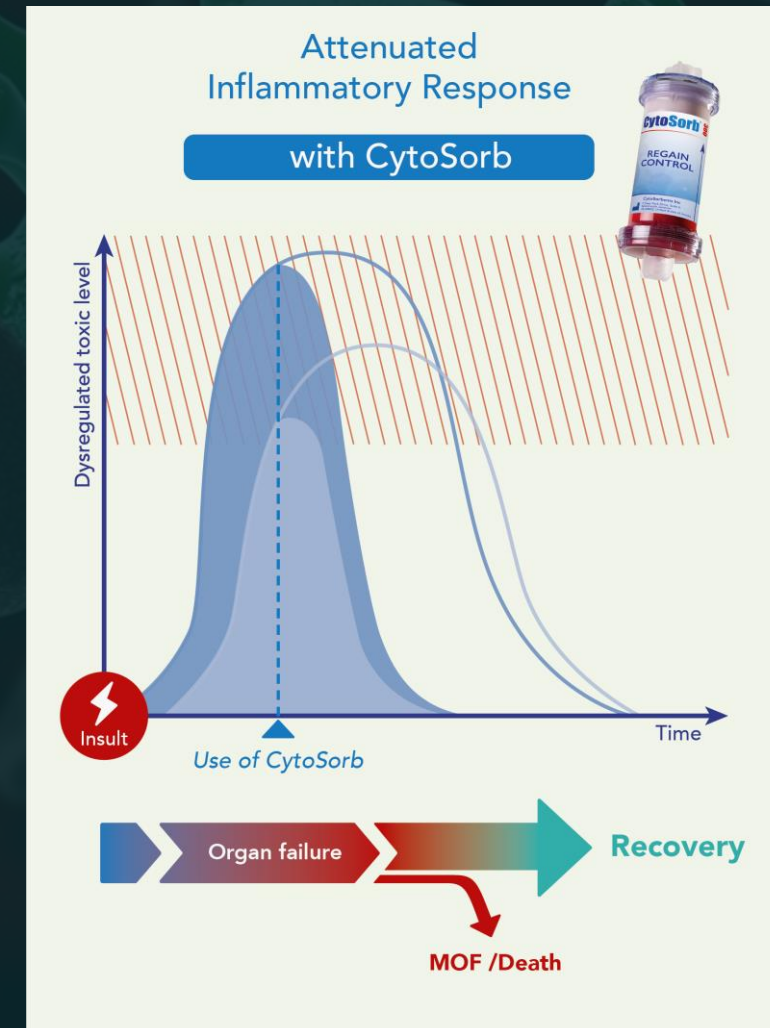 Attenuated
Inflammatory Response
with CytoSorb
CytoSorb
REGAIN
CONTROL
Dysregulated toxic level
Insult
Time
Use of CytoSorb
Organ failure
Recovery
MOF /Death